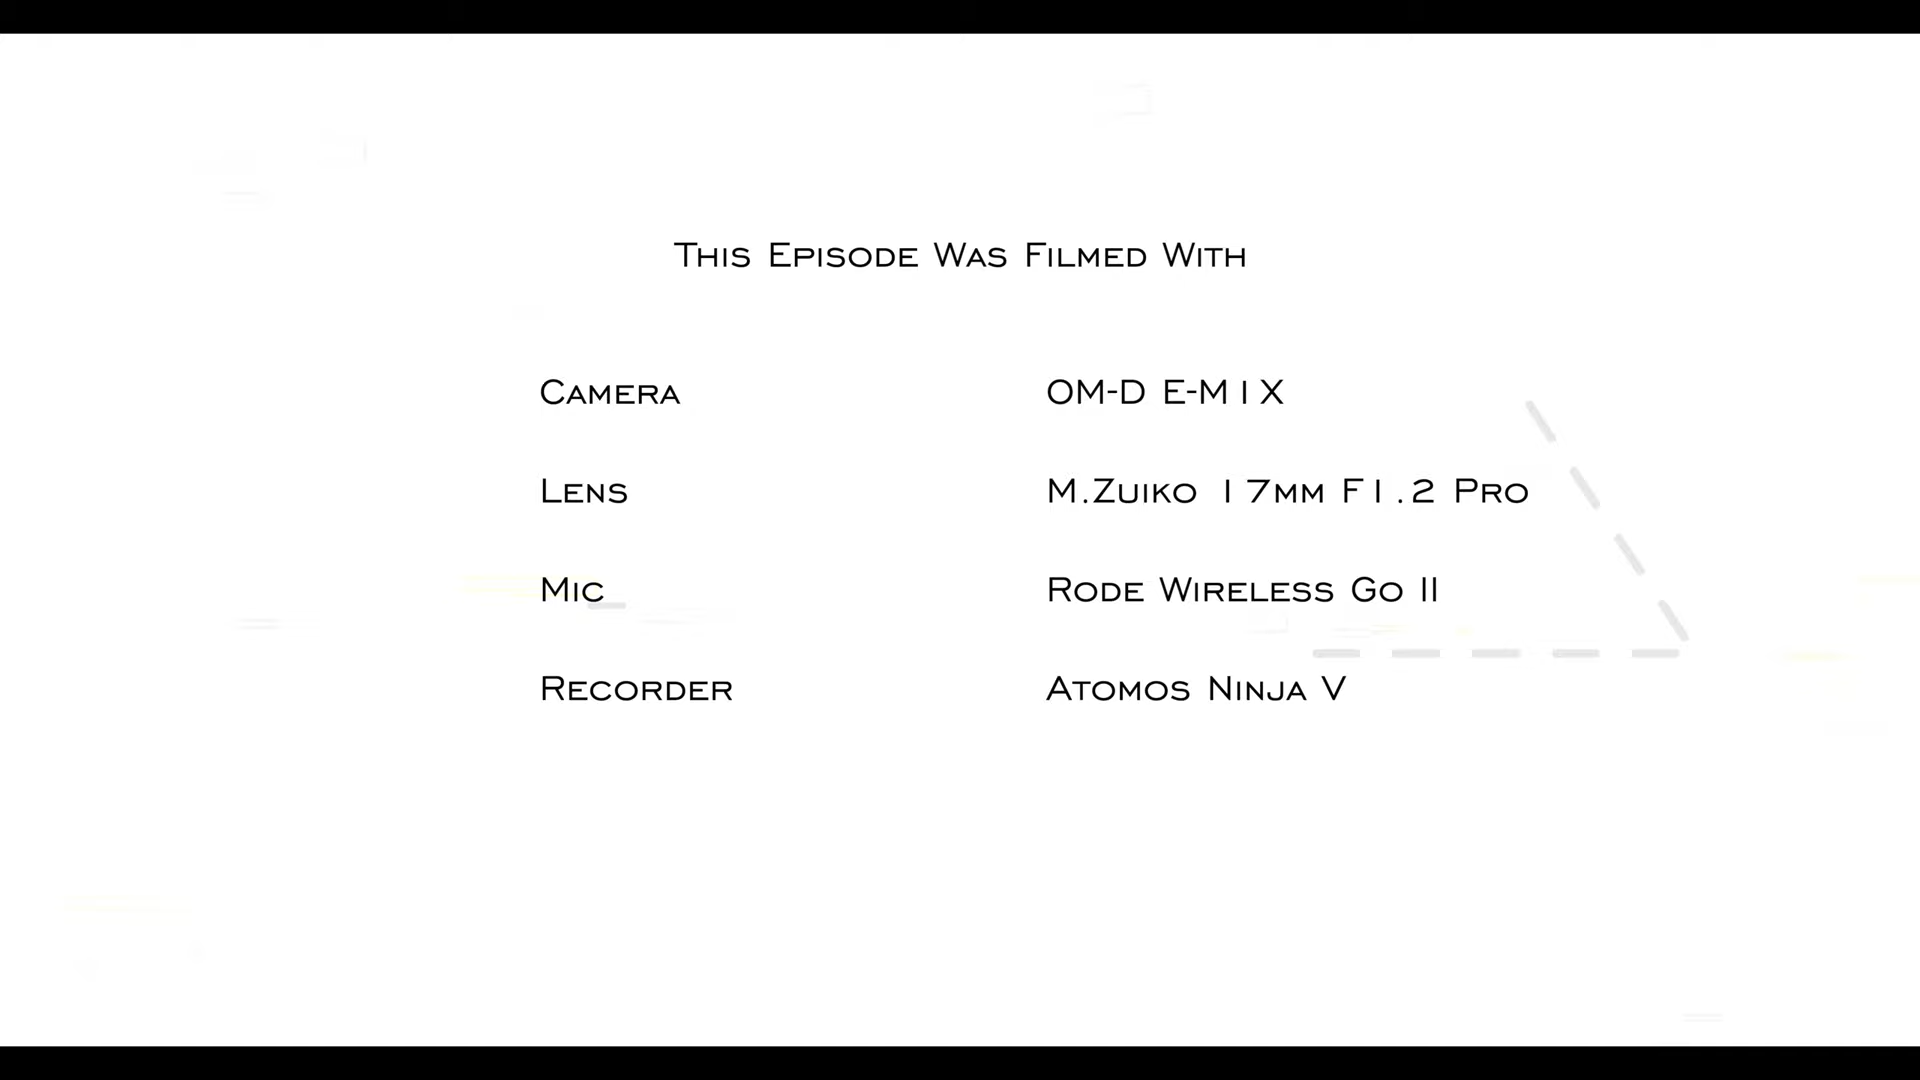 This Episode Was Filmed With
Camera OM-D E-M1X
Lens M.Zuiko 17mm F1.2 Pro
Mic Rode Wireless Go II
Recorder Atomos Ninja V